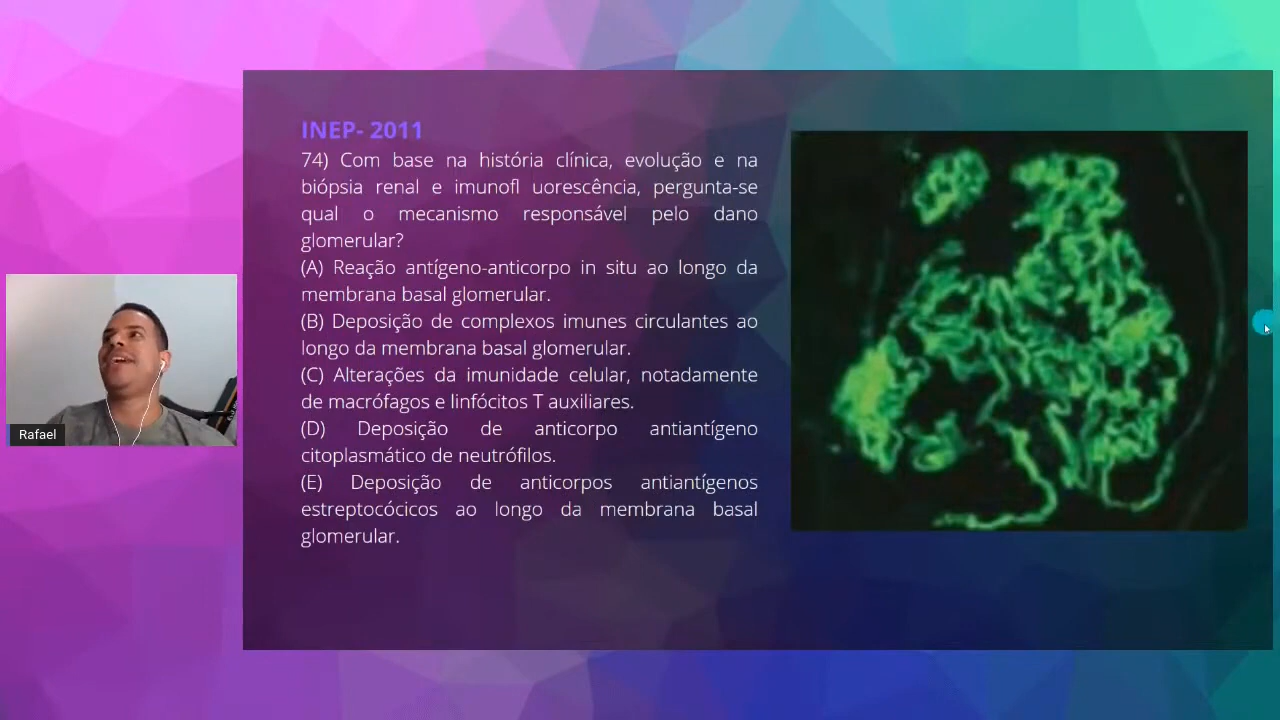 INEP- 2011
74) Com base na história clínica, evolução e na
biópsia renal e imunofl uorescência, pergunta-se
qual o mecanismo responsável pelo dano
glomerular?
(A) Reação antígeno-anticorpo in situ ao longo da
membrana basal glomerular.
(B) Deposição de complexos imunes circulantes ao
longo da membrana basal glomerular.
(C) Alterações da imunidade celular, notadamente
de macrófagos e linfócitos T auxiliares.
(D) Deposição de anticorpo antiantígeno
citoplasmático de neutrófilos.
(E) Deposição de anticorpos antiantígenos
estreptocócicos ao longo da membrana basal
glomerular.
Rafael